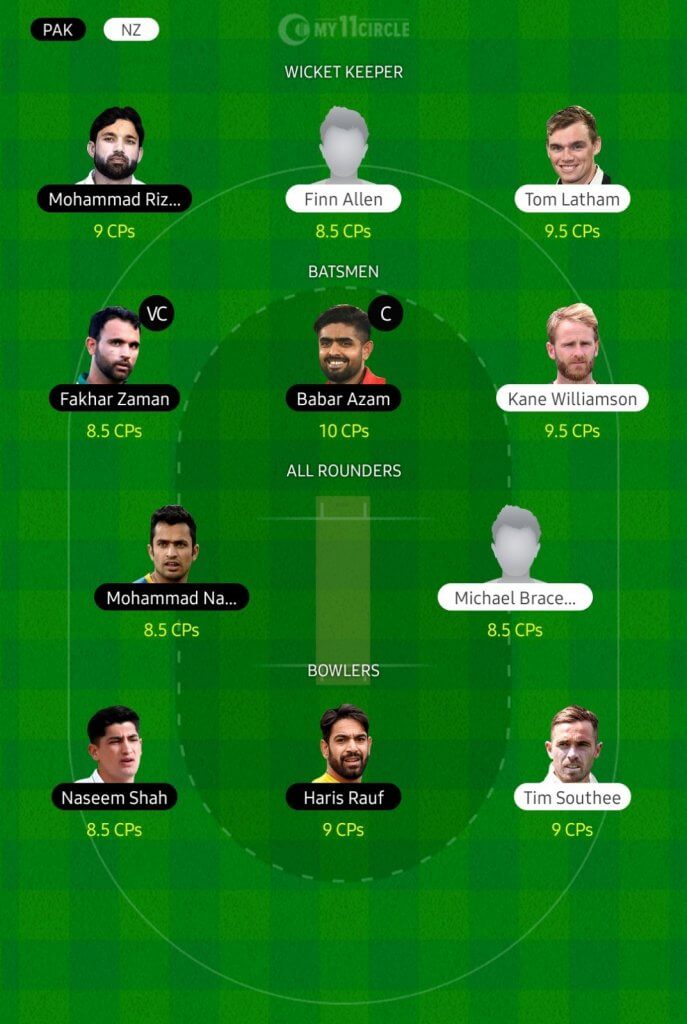 PAK NZ MY11CIRCLE
WICKET KEEPER
Mohammad Riz... Finn Allen Tom Latham
9 CPs 8.5 CPs 9.5 CPs
BATSMEN
VC C
Fakhar Zaman Babar Azam Kane Williamson
8.5 CPs 10 CPs 9.5 CPs
ALL ROUNDERS
Mohammad Na... Michael Brace...
8.5 CPs 8.5 CPs
BOWLERS
Naseem Shah Haris Rauf Tim Southee
8.5 CPs 9 CPs 9 CPs